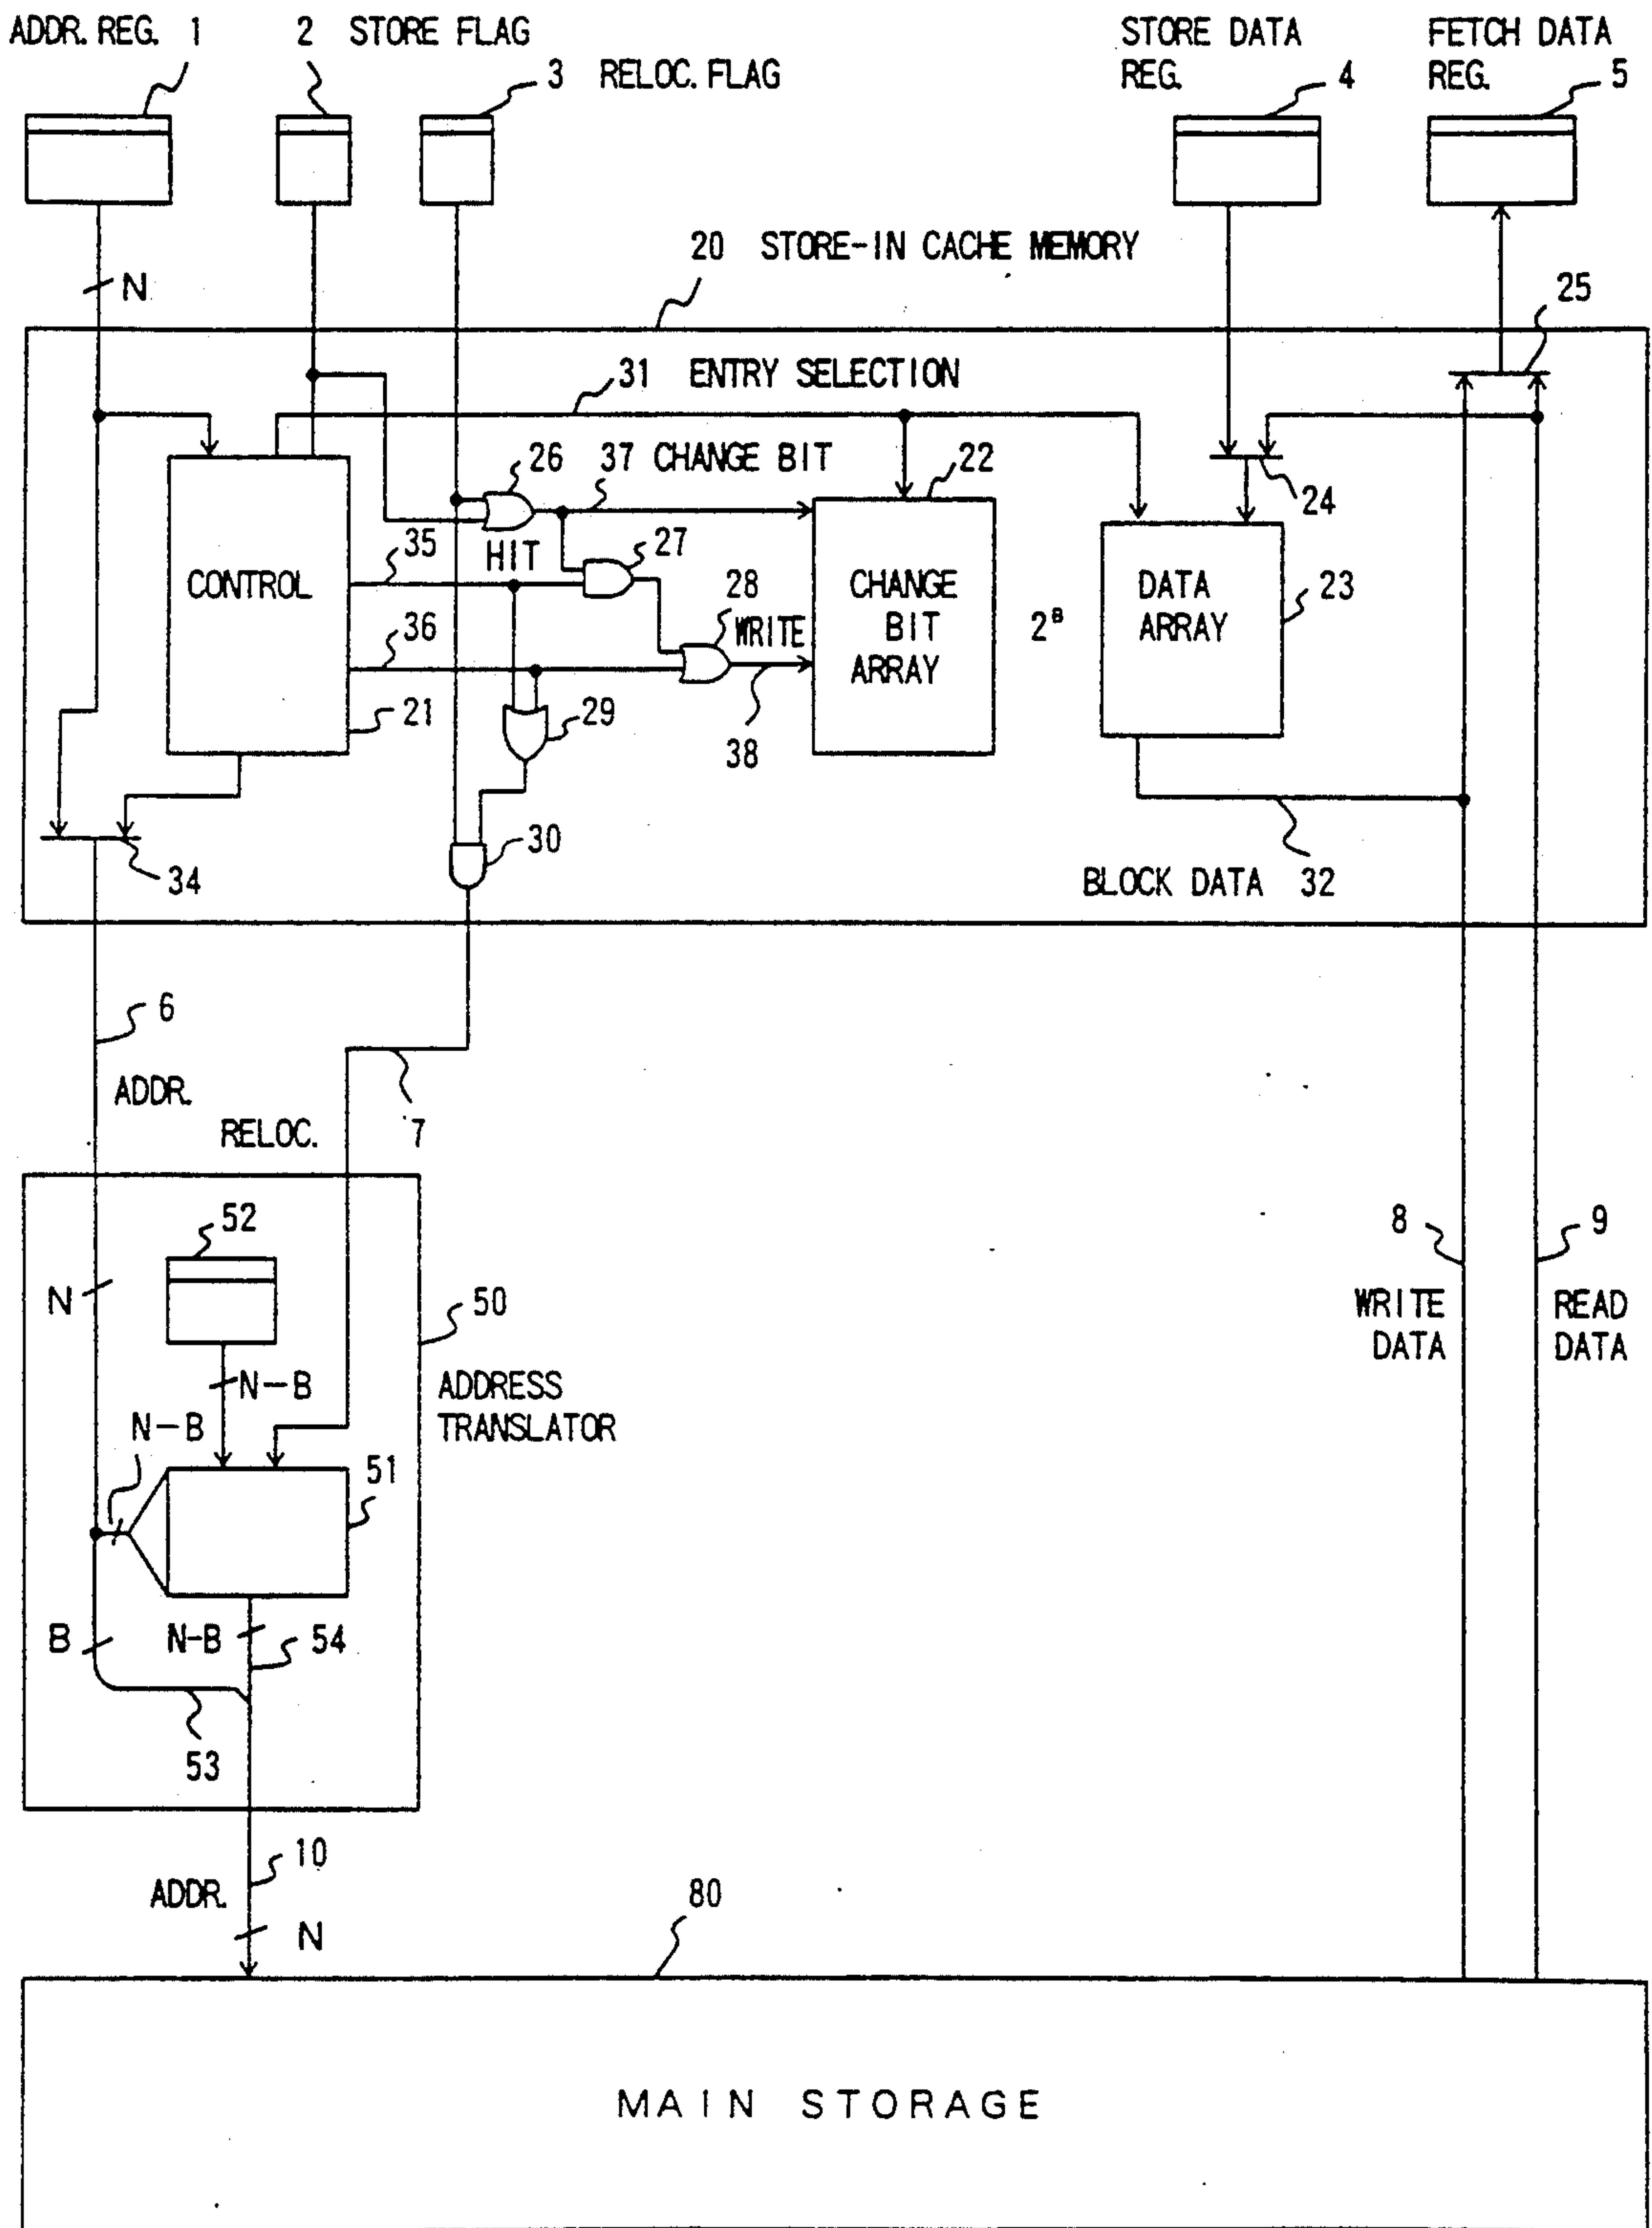 ADDR. REG. 1
2 STORE FLAG
3 RELOC. FLAG
STORE DATA
REG. 4
FETCH DATA
REG. 5
N
20 STORE-IN CACHE MEMORY
25
31 ENTRY SELECTION
26
37 CHANGE BIT
22
24
35
HIT
27
CONTROL
28
WRITE
CHANGE
BIT
ARRAY
2ᴮ
DATA
ARRAY
23
36
21
29
38
30
34
BLOCK DATA 32
6
ADDR.
RELOC.
7
52
8
9
N
50
WRITE
DATA
READ
DATA
N-B
ADDRESS
TRANSLATOR
N-B
51
B
N-B
54
53
10
ADDR.
N
80
MAIN STORAGE